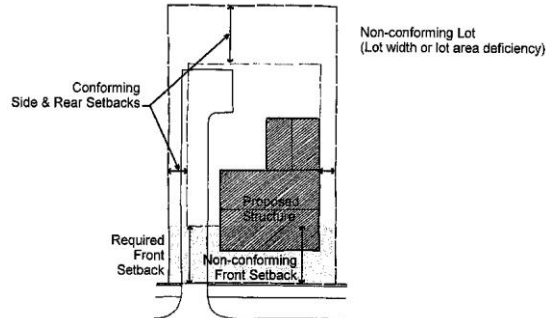 Non-conforming Lot
(Lot width or lot area daficiency)
Conforming
Side & Rear Setbacks
Proposed
Structure
Required
Front
Setback
Non-conforming
Front Setback